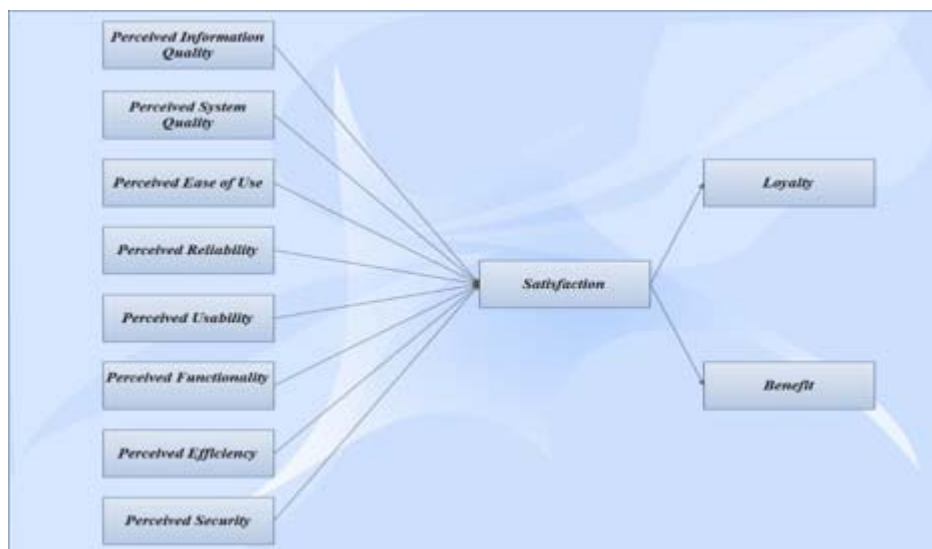 Perceived Information
Quality
Perceived System
Quality
Perceived Ease of Use
Perceived Reliability
Perceived Usability
Perceived Functionality
Perceived Efficiency
Perceived Security
Satisfaction
Loyalty
Benefit